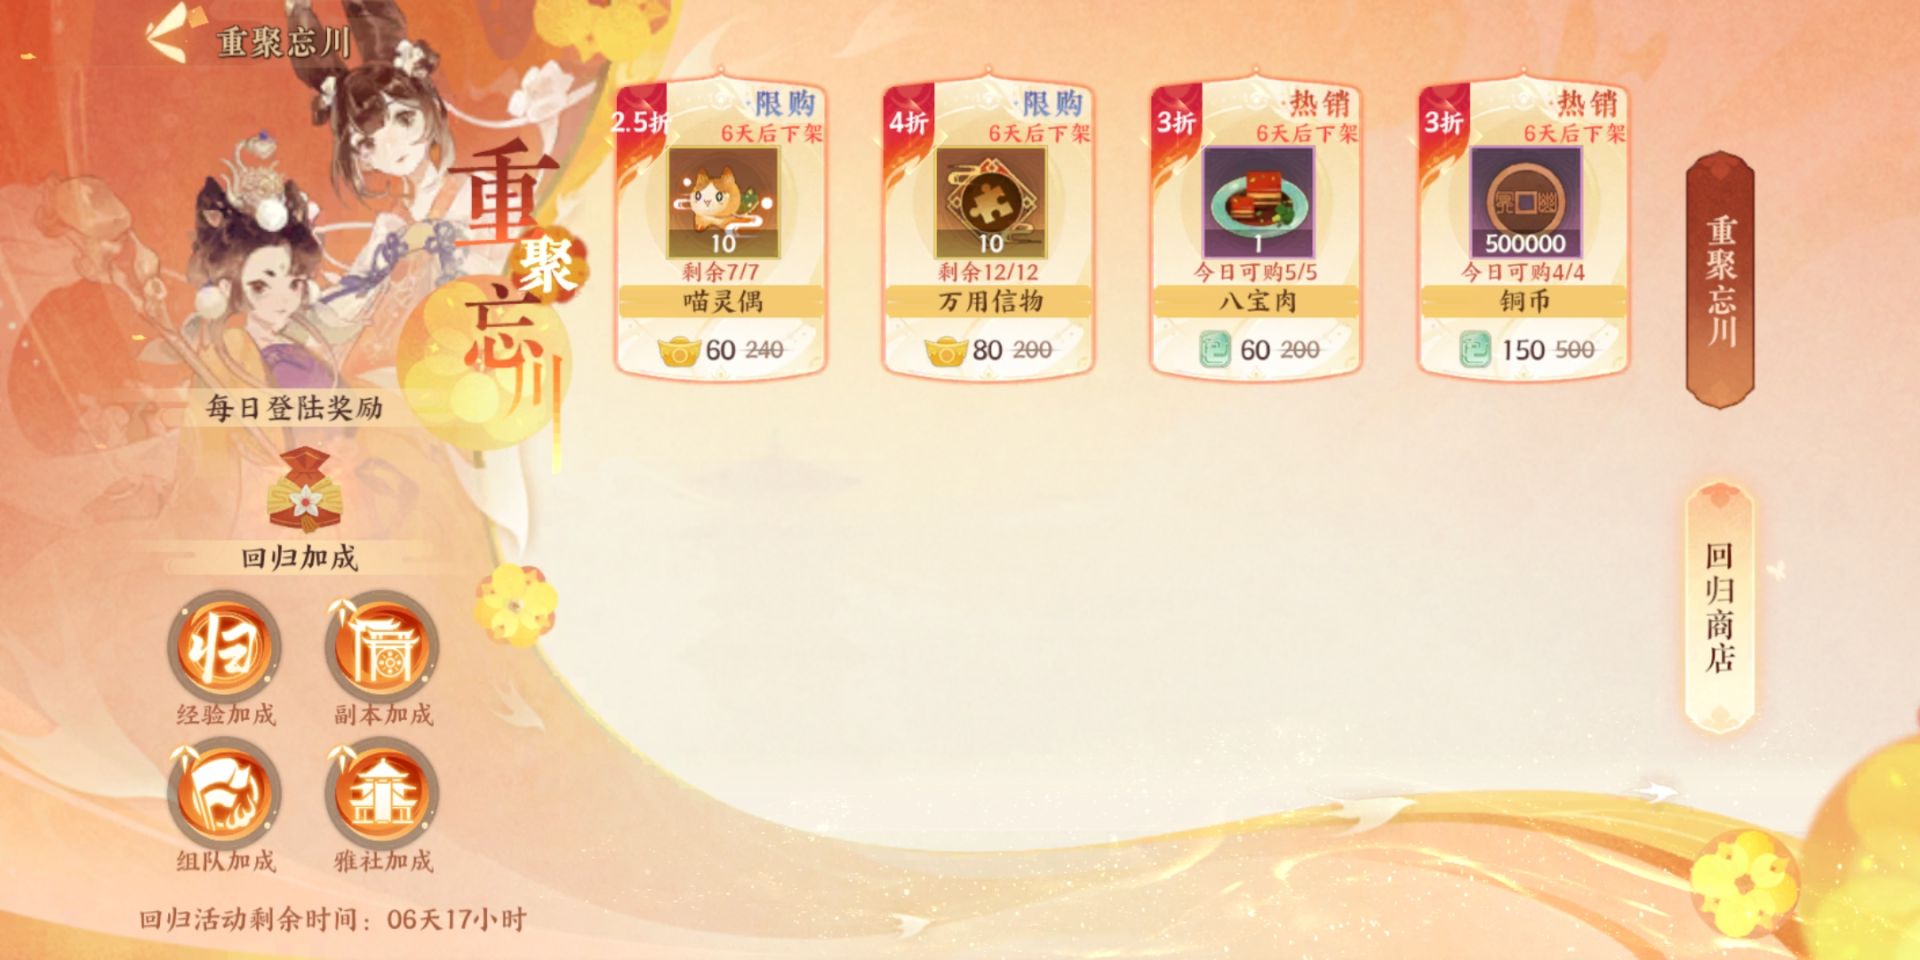 重聚忘川
重聚忘川
每日登陆奖励
回归加成
经验加成
副本加成
组队加成
雅社加成
回归活动剩余时间：06天17小时
2.5折
限购
6天后下架
10
剩余7/7
喵灵偶
60 240
4折
限购
6天后下架
10
剩余12/12
万用信物
80 200
3折
热销
6天后下架
1
今日可购5/5
八宝肉
60 200
3折
热销
6天后下架
500000
今日可购4/4
铜币
150 500
重聚忘川
回归商店
归